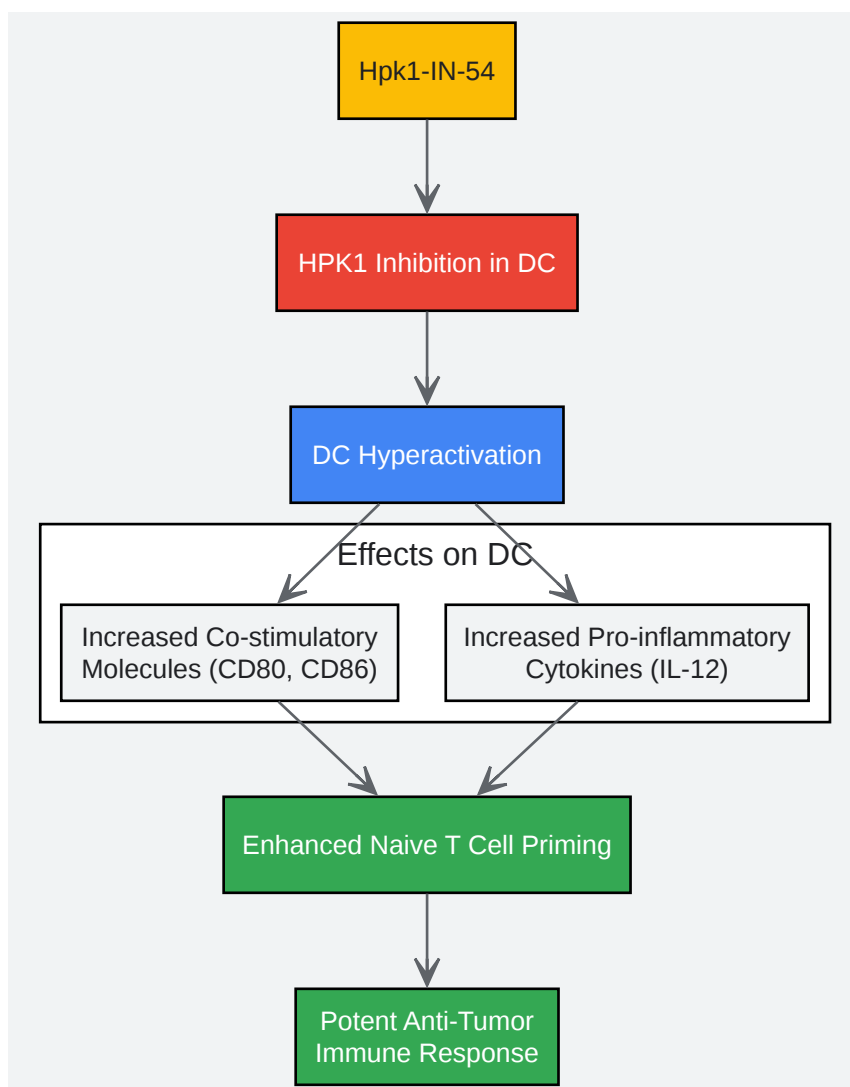 Hpk1-IN-54
HPK1 Inhibition in DC
DC Hyperactivation
Effects on DC
Increased Co-stimulatory
Molecules (CD80, CD86)
Increased Pro-inflammatory
Cytokines (IL-12)
Enhanced Naive T Cell Priming
Potent Anti-Tumor
Immune Response